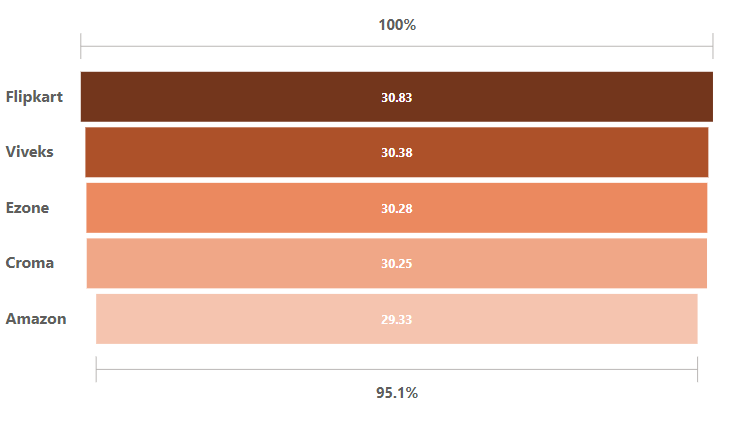 100%
Flipkart 30.83
Viveks 30.38
Ezone 30.28
Croma 30.25
Amazon 29.33
95.1%